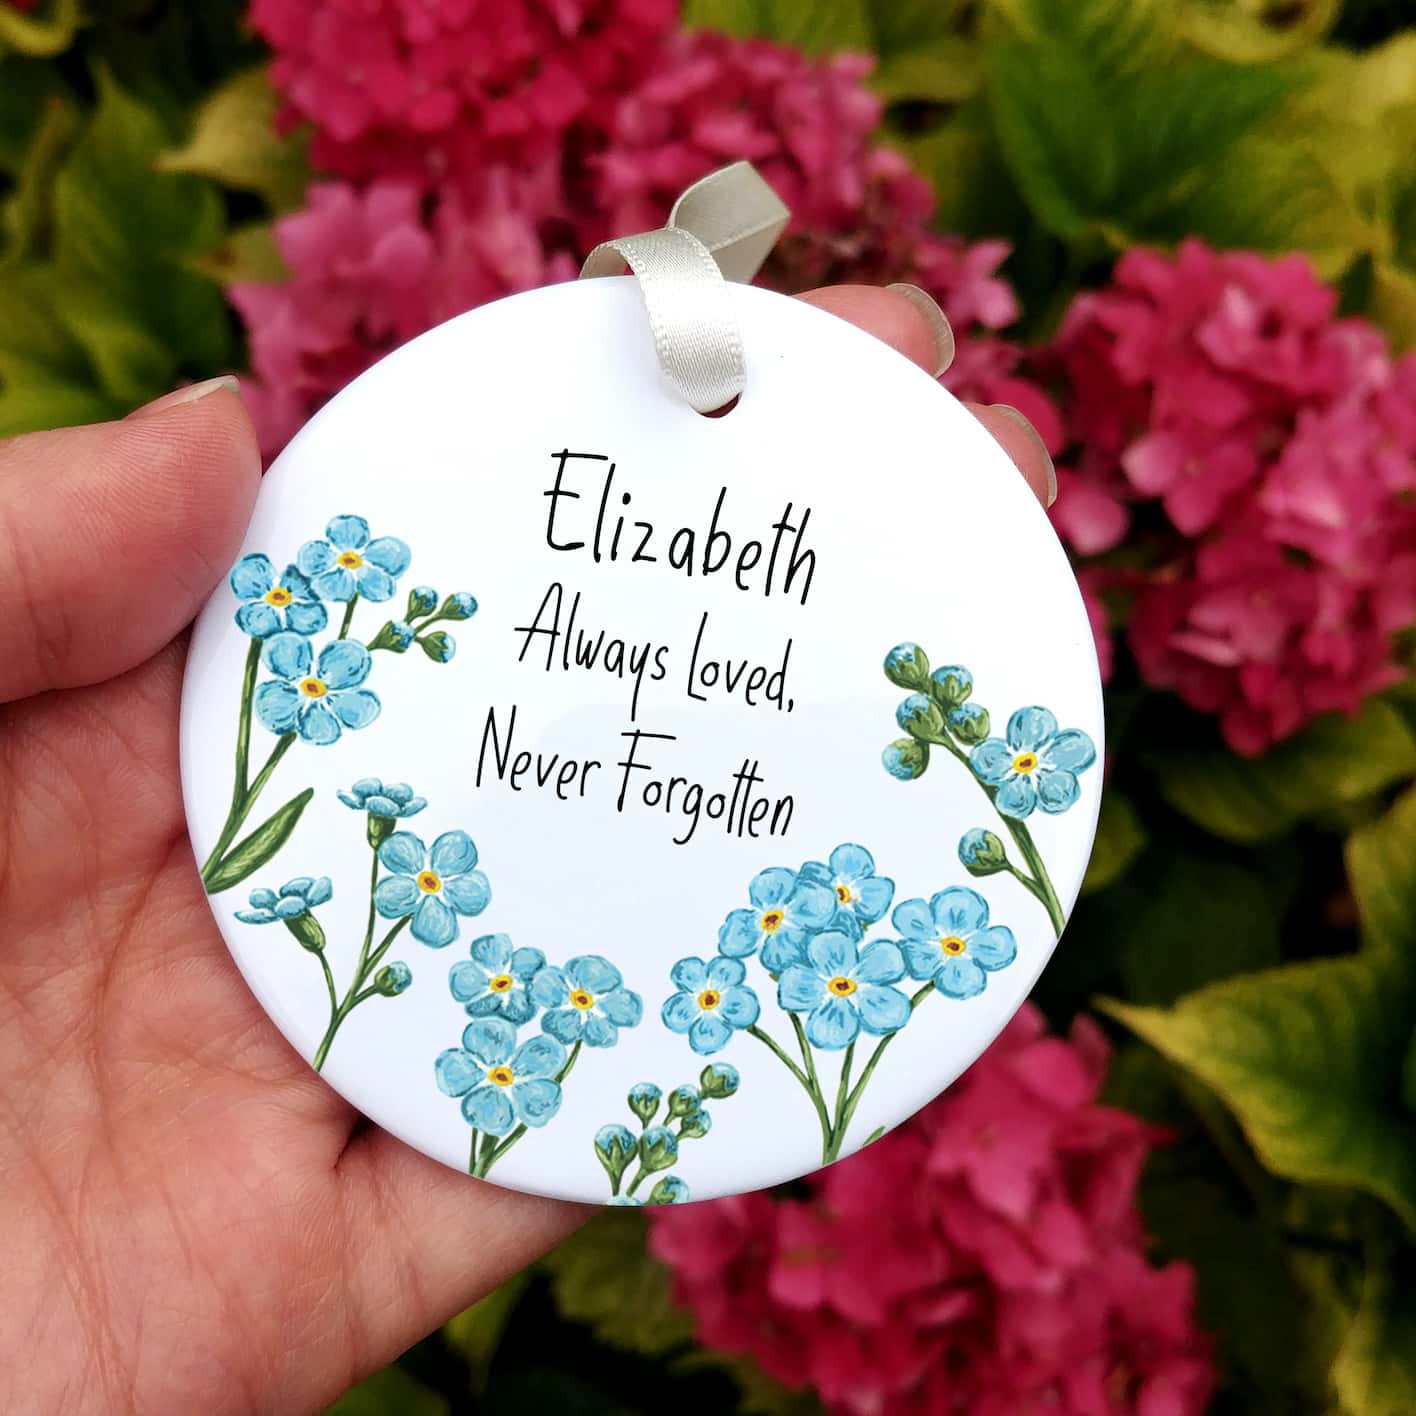 Elizabeth
Always Loved,
Never Forgotten